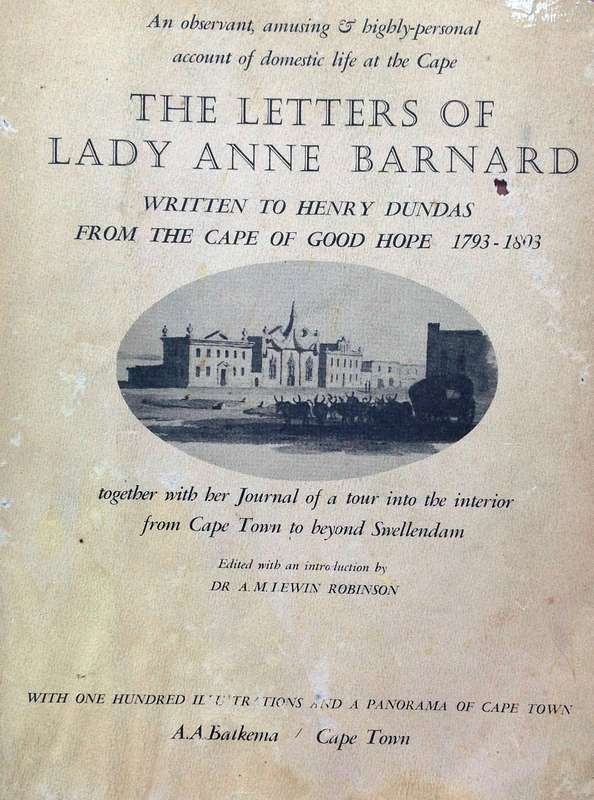 An observant, amusing & highly-personal
account of domestic life at the Cape
THE LETTERS OF
LADY ANNE BARNARD
WRITTEN TO HENRY DUNDAS
FROM THE CAPE OF GOOD HOPE 1793-1803
together with her Journal of a tour into the interior
from Cape Town to beyond Swellendam
Edited with an introduction by
DR A.M. LEWIN ROBINSON
WITH ONE HUNDRED ILLUSTRATIONS AND A PANORAMA OF CAPE TOWN
A.A.Balkema / Cape Town